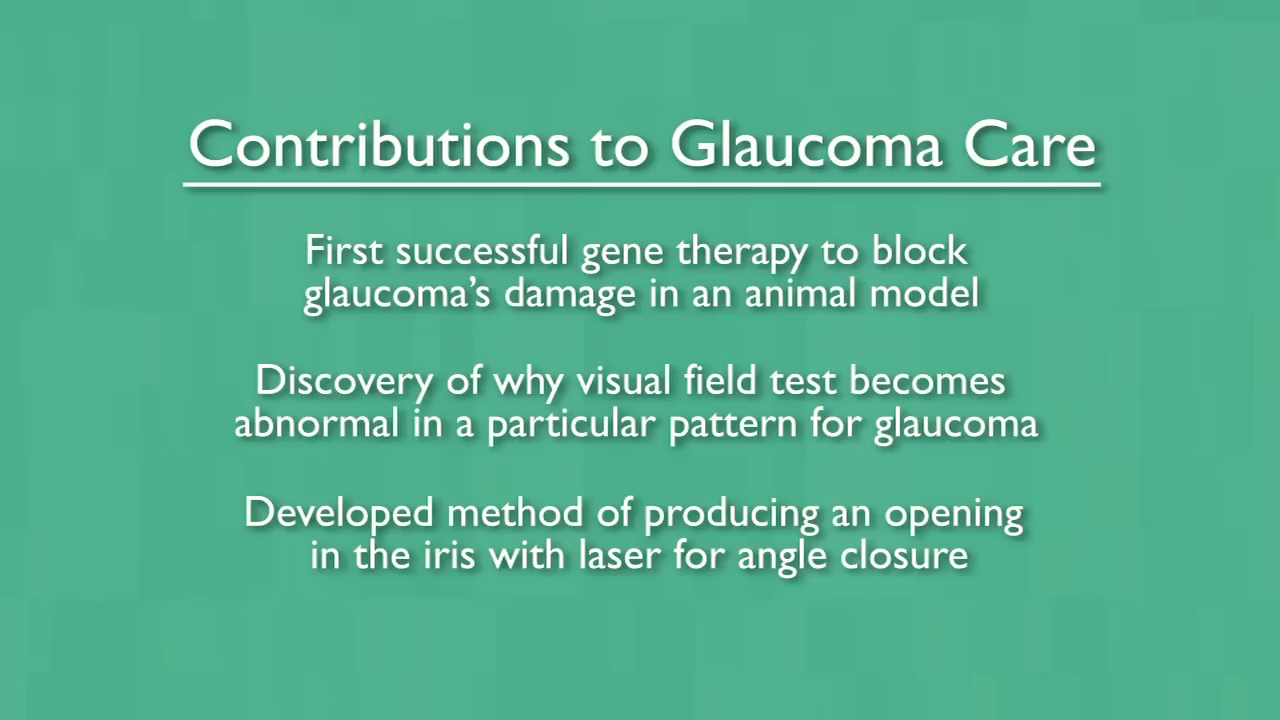 Contributions to Glaucoma Care
First successful gene therapy to block
glaucoma’s damage in an animal model
Discovery of why visual field test becomes
abnormal in a particular pattern for glaucoma
Developed method of producing an opening
in the iris with laser for angle closure